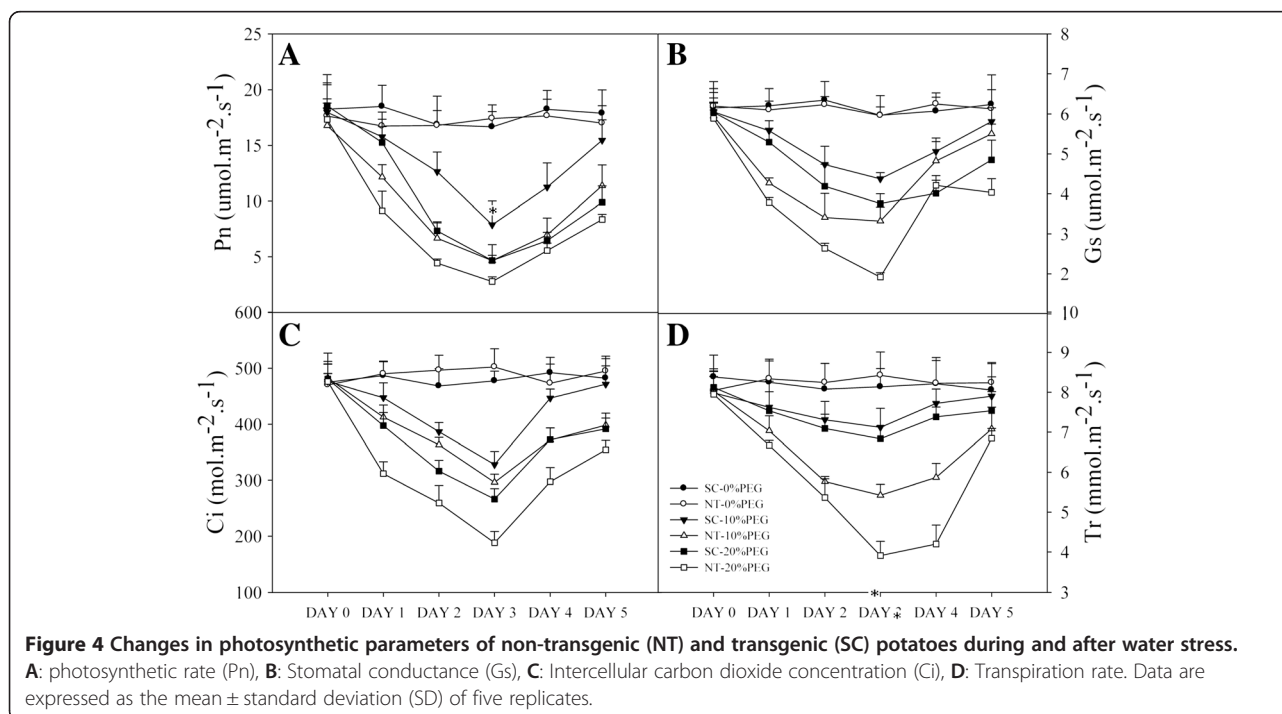 A
B
25
20
15
10
5
Pn (umol.m⁻².s⁻¹)
*
8
7
6
5
4
3
2
Gs (umol.m⁻².s⁻¹)
C
D
600
500
400
300
200
100
Ci (mol.m⁻².s⁻¹)
SC-0%PEG
NT-0%PEG
SC-10%PEG
NT-10%PEG
SC-20%PEG
NT-20%PEG
10
9
8
7
6
5
4
3
Tr (mmol.m⁻².s⁻¹)
DAY 0 DAY 1 DAY 2 DAY 3 DAY 4 DAY 5
DAY 0 DAY 1 DAY 2 * DAY * DAY 4 DAY 5
Figure 4 Changes in photosynthetic parameters of non-transgenic (NT) and transgenic (SC) potatoes during and after water stress.
A: photosynthetic rate (Pn), B: Stomatal conductance (Gs), C: Intercellular carbon dioxide concentration (Ci), D: Transpiration rate. Data are
expressed as the mean ± standard deviation (SD) of five replicates.